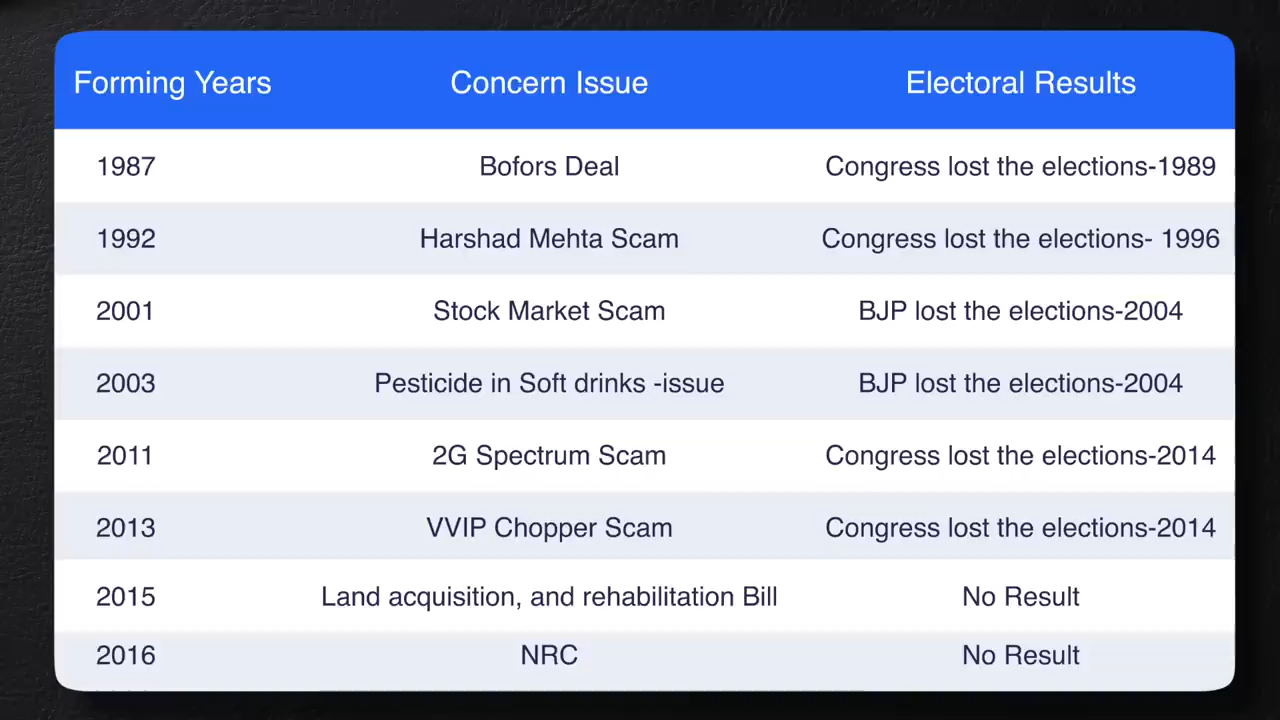 Forming Years Concern Issue Electoral Results
1987 Bofors Deal Congress lost the elections-1989
1992 Harshad Mehta Scam Congress lost the elections- 1996
2001 Stock Market Scam BJP lost the elections-2004
2003 Pesticide in Soft drinks -issue BJP lost the elections-2004
2011 2G Spectrum Scam Congress lost the elections-2014
2013 VVIP Chopper Scam Congress lost the elections-2014
2015 Land acquisition, and rehabilitation Bill No Result
2016 NRC No Result